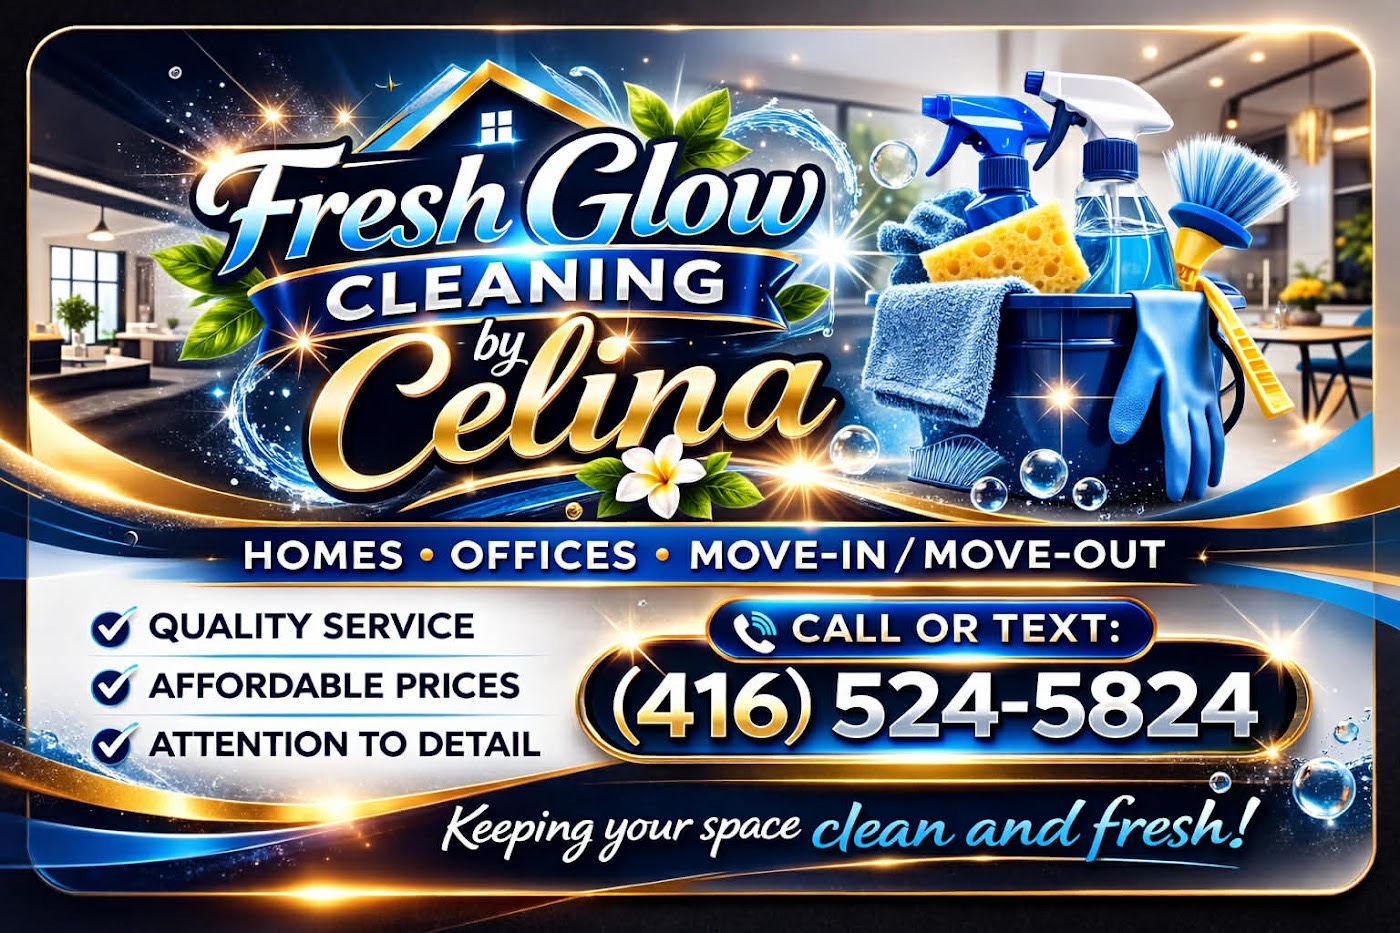 Fresh Glow
CLEANING
by
Celina
HOMES • OFFICES • MOVE-IN / MOVE-OUT
QUALITY SERVICE
AFFORDABLE PRICES
ATTENTION TO DETAIL
CALL OR TEXT:
(416) 524-5824
Keeping your space clean and fresh!